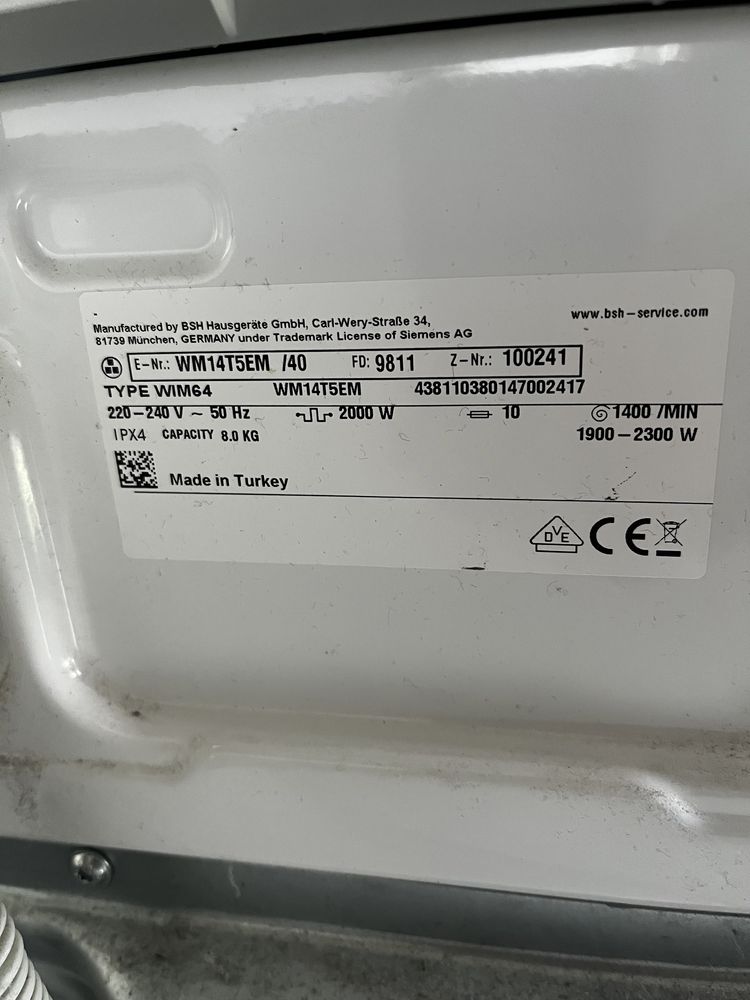 Manufactured by BSH Hausgeräte GmbH, Carl-Wery-Straße 34,
81739 München, GERMANY under Trademark License of Siemens AG
www.bsh-service.com
E-Nr.: WM14T5EM /40 FD: 9811 Z-Nr.: 100241
TYPE WIM64 WM14T5EM 438110380147002417
220-240 V ~ 50 Hz 2000 W 10 1400 /MIN
IPX4 CAPACITY 8.0 KG 1900-2300 W
Made in Turkey
DVE CE